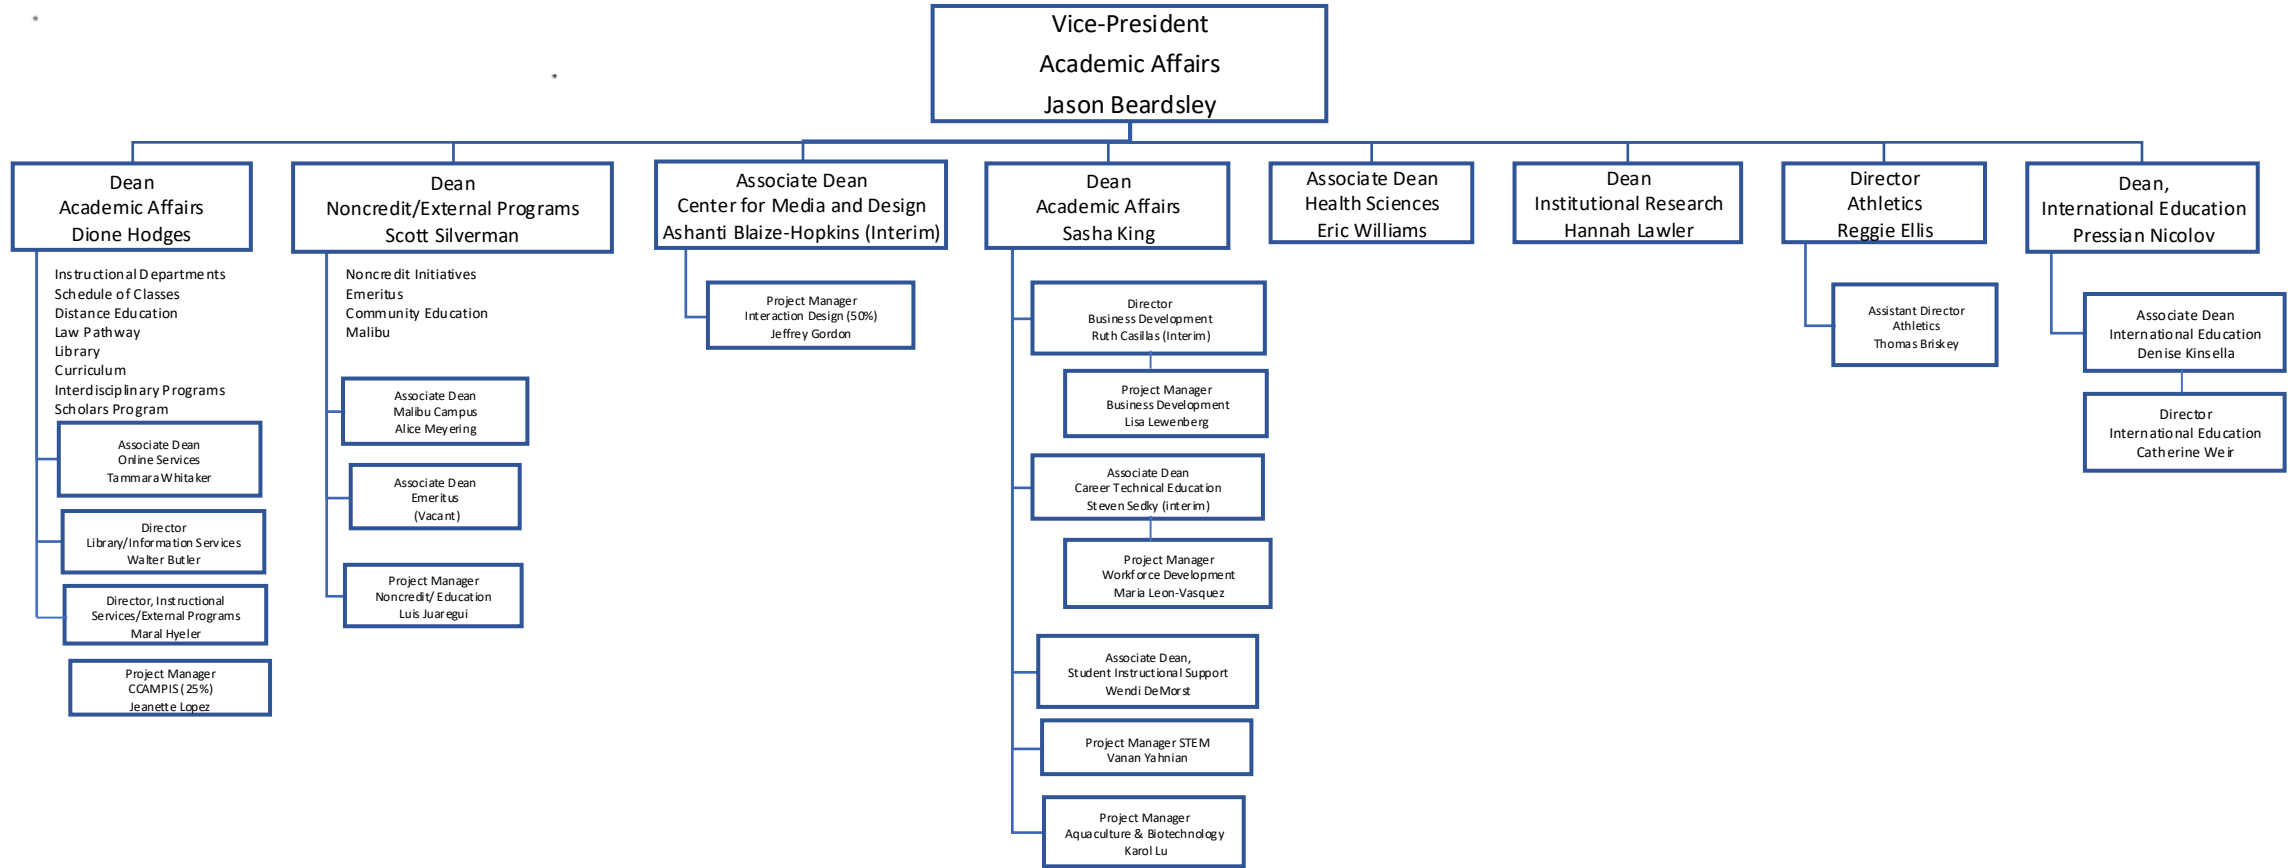 Vice-President
Academic Affairs
Jason Beardsley
Dean
Academic Affairs
Dione Hodges
Instructional Departments
Schedule of Classes
Distance Education
Law Pathway
Library
Curriculum
Interdisciplinary Programs
Scholars Program
Associate Dean
Online Services
Tammara Whitaker
Director
Library/Information Services
Walter Butler
Director, Instructional
Services/External Programs
Maral Hyeler
Project Manager
CCAMPIS (25%)
Jeanette Lopez
Dean
Noncredit/External Programs
Scott Silverman
Noncredit Initiatives
Emeritus
Community Education
Malibu
Associate Dean
Malibu Campus
Alice Meyering
Associate Dean
Emeritus
(Vacant)
Project Manager
Noncredit/ Education
Luis Juaregui
Associate Dean
Center for Media and Design
Ashanti Blaize-Hopkins (Interim)
Project Manager
Interaction Design (50%)
Jeffrey Gordon
Dean
Academic Affairs
Sasha King
Director
Business Development
Ruth Casillas (Interim)
Project Manager
Business Development
Lisa Lewenberg
Associate Dean
Career Technical Education
Steven Sedky (interim)
Project Manager
Workforce Development
Maria Leon-Vasquez
Associate Dean,
Student Instructional Support
Wendi DeMorst
Project Manager STEM
Vanan Yahnian
Project Manager
Aquaculture & Biotechnology
Karol Lu
Associate Dean
Health Sciences
Eric Williams
Dean
Institutional Research
Hannah Lawler
Director
Athletics
Reggie Ellis
Assistant Director
Athletics
Thomas Briskey
Dean,
International Education
Pressian Nicolov
Associate Dean
International Education
Denise Kinsella
Director
International Education
Catherine Weir